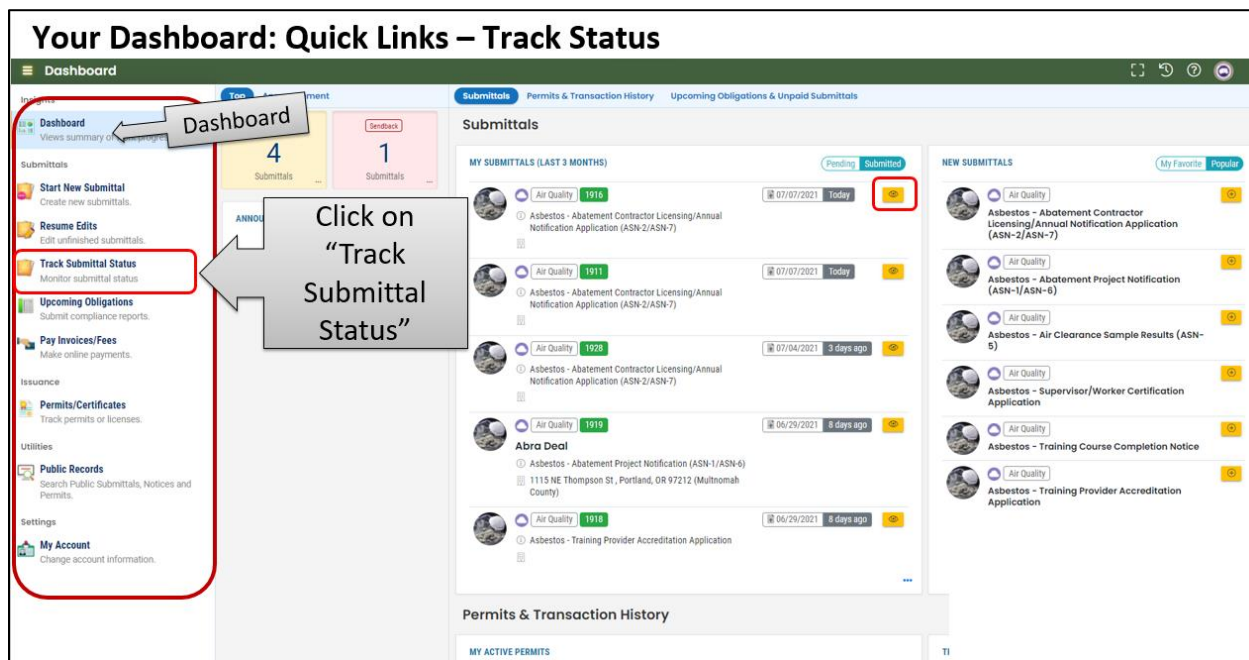 Your Dashboard: Quick Links – Track Status
Dashboard
Insights
Dashboard
Views summary of
Dashboard
Submittals
Start New Submittal
Create new submittals.
Resume Edits
Edit unfinished submittals.
Track Submittal Status
Monitor submittal status
Upcoming Obligations
Submit compliance reports.
Pay Invoices/Fees
Make online payments.
Issuance
Permits/Certificates
Track permits or licenses.
Utilities
Public Records
Search Public Submittals, Notices and
Permits.
Settings
My Account
Change account information.
Top
4
Submittals
...
Sendback
1
Submittals
...
Click on
“Track
Submittal
Status”
Submittals Permits & Transaction History Upcoming Obligations & Unpaid Submittals
Submittals
MY SUBMITTALS (LAST 3 MONTHS) Pending Submitted
Air Quality 1916 07/07/2021 Today
Asbestos - Abatement Contractor Licensing/Annual
Notification Application (ASN-2/ASN-7)
Air Quality 1911 07/07/2021 Today
Asbestos - Abatement Contractor Licensing/Annual
Notification Application (ASN-2/ASN-7)
Air Quality 1928 07/04/2021 3 days ago
Asbestos - Abatement Contractor Licensing/Annual
Notification Application (ASN-2/ASN-7)
Air Quality 1919 06/29/2021 8 days ago
Abra Deal
Asbestos - Abatement Project Notification (ASN-1/ASN-6)
1115 NE Thompson St , Portland, OR 97212 (Multnomah
County)
Air Quality 1918 06/29/2021 8 days ago
Asbestos - Training Provider Accreditation Application
...
NEW SUBMITTALS My Favorite Popular
Air Quality
Asbestos - Abatement Contractor
Licensing/Annual Notification Application
(ASN-2/ASN-7)
Air Quality
Asbestos - Abatement Project Notification
(ASN-1/ASN-6)
Air Quality
Asbestos - Air Clearance Sample Results (ASN-
5)
Air Quality
Asbestos - Supervisor/Worker Certification
Application
Air Quality
Asbestos - Training Course Completion Notice
Air Quality
Asbestos - Training Provider Accreditation
Application
Permits & Transaction History
MY ACTIVE PERMITS